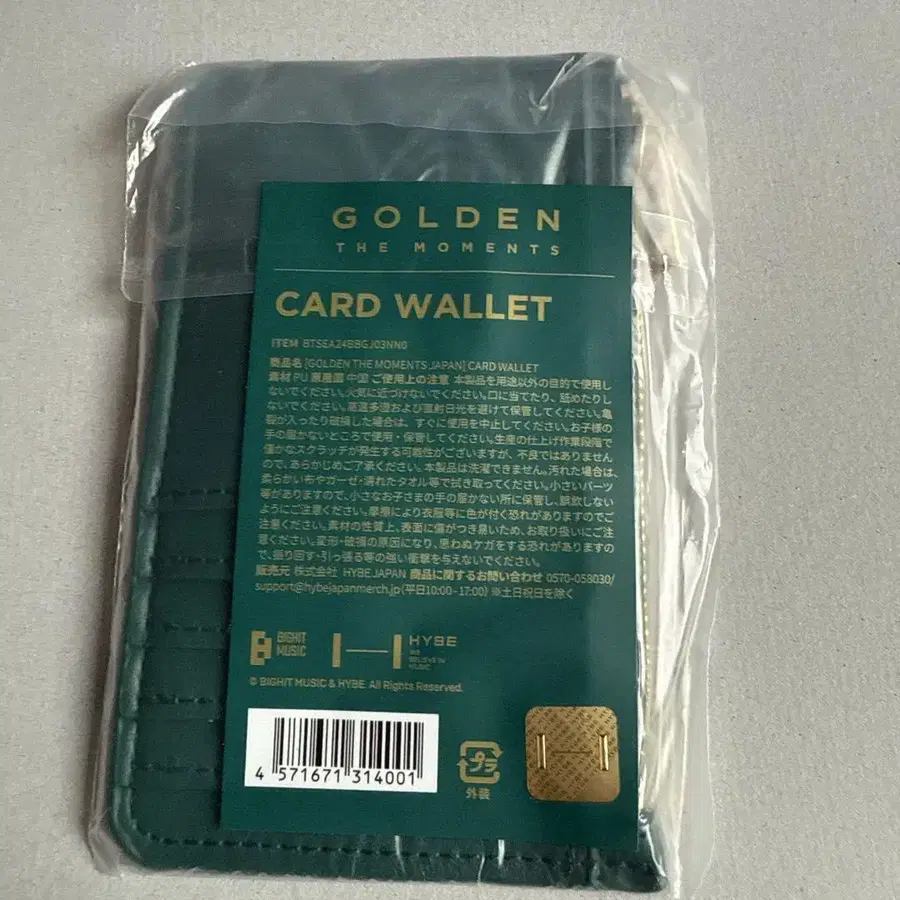 GOLDEN
THE MOMENTS
CARD WALLET
ITEM BTSEA24BBGJ03NN0
商品名 [GOLDEN THE MOMENTS JAPAN] CARD WALLET
素材 PU 原産国 中国 ご使用上の注意 本製品を用途以外の目的で使用し
ないでください。火気に近づけないでください。口に当てたり、舐めたりし
ないでください。高温多湿および直射日光を避けて保管してください。亀
裂が入ったり破損した場合は、すぐに使用を中止してください。お子様の
手の届かないところで使用・保管してください。生産の仕上げ作業段階で
僅かなスクラッチが発生する可能性がございますが、不良ではありません
ので、あらかじめご了承ください。本製品は洗濯できません。汚れた場合は、
柔らかい布やガーゼ・濡れたタオル等で拭き取ってください。小さいパーツ
等がありますので、小さなお子さまの手の届かない所に保管し、誤飲しない
ようにご注意ください。摩擦により衣服等に色が付く恐れがありますのでご
注意ください。素材の性質上、表面に傷がつき易いため、お取り扱いにご注
意ください。変形・破損の原因になり、思わぬケガをする恐れがありますの
で、振り回す・引っ張る等の強い衝撃を与えないでください。
販売元 株式会社 HYBE JAPAN 商品に関するお問い合わせ 0570-058030/
support@hybejapanmerch.jp(平日10:00-17:00) ※土日祝日を除く
BIGHIT
MUSIC
HYBE
WE
BELIEVE IN
MUSIC
© BIGHIT MUSIC & HYBE. All Rights Reserved.
4 571671 314001
プラ
外装